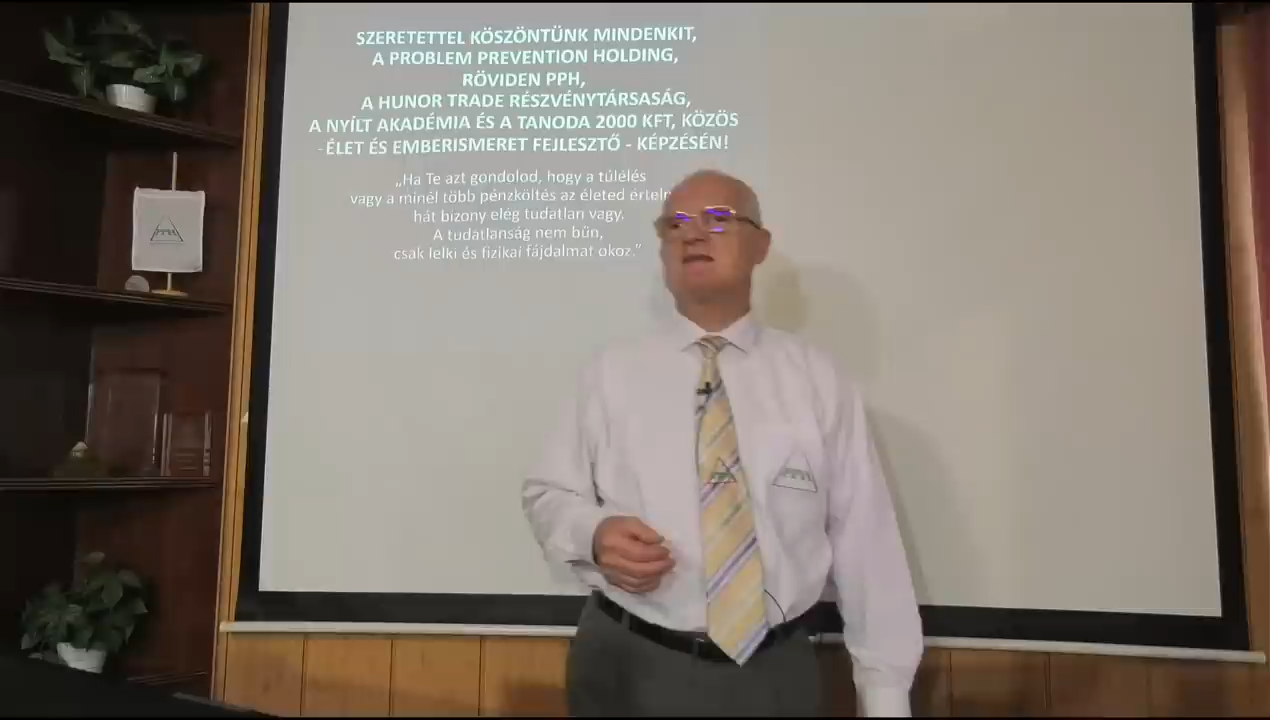 SZERETETTEL KÖSZÖNTÜNK MINDENKIT,
A PROBLEM PREVENTION HOLDING,
RÖVIDEN PPH,
A HUNOR TRADE RÉSZVÉNYTÁRSASÁG,
A NYÍLT AKADÉMIA ÉS A TANODA 2000 KFT, KÖZÖS
- ÉLET ÉS EMBERISMERET FEJLESZTŐ - KÉPZÉSÉN!
„Ha Te azt gondolod, hogy a túlélés
vagy a minél több pénzköltés az életed
hát bizony elég tudatlan vagy.
A tudatlanság nem bűn,
csak lelki és fizikai fájdalmat okoz.”